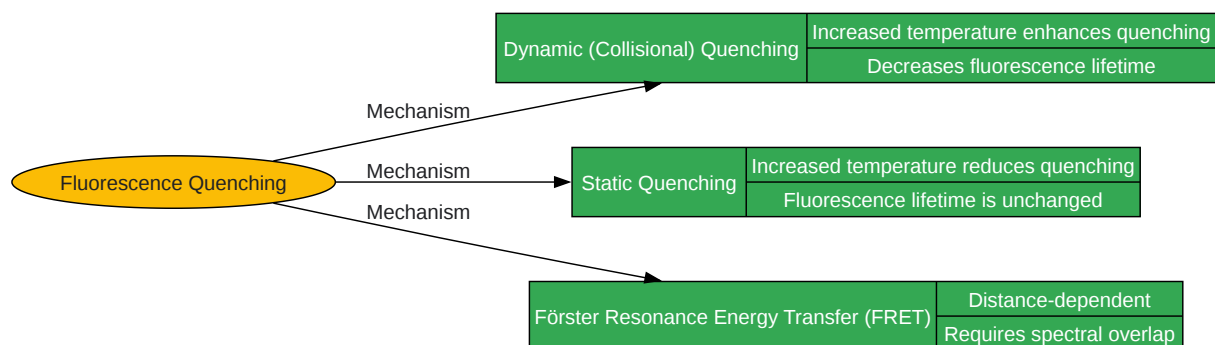 Dynamic (Collisional) Quenching
Increased temperature enhances quenching
Decreases fluorescence lifetime
Mechanism
Fluorescence Quenching
Mechanism
Static Quenching
Increased temperature reduces quenching
Fluorescence lifetime is unchanged
Mechanism
Förster Resonance Energy Transfer (FRET)
Distance-dependent
Requires spectral overlap